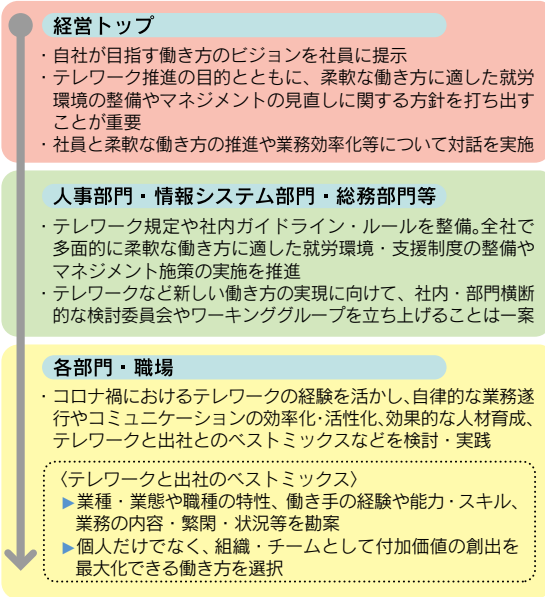 経営トップ
・自社が目指す働き方のビジョンを社員に提示
・テレワーク推進の目的とともに、柔軟な働き方に適した就労
環境の整備やマネジメントの見直しに関する方針を打ち出す
ことが重要
・社員と柔軟な働き方の推進や業務効率化等について対話を実施
人事部門・情報システム部門・総務部門等
・テレワーク規定や社内ガイドライン・ルールを整備。全社で
多面的に柔軟な働き方に適した就労環境・支援制度の整備や
マネジメント施策の実施を推進
・テレワークなど新しい働き方の実現に向けて、社内・部門横断
的な検討委員会やワーキンググループを立ち上げることは一案
各部門・職場
・コロナ禍におけるテレワークの経験を活かし、自律的な業務遂
行やコミュニケーションの効率化・活性化、効果的な人材育成、
テレワークと出社とのベストミックスなどを検討・実践
〈テレワークと出社のベストミックス〉
▶業種・業態や職種の特性、働き手の経験や能力・スキル、
業務の内容・繁閑・状況等を勘案
▶個人だけでなく、組織・チームとして付加価値の創出を
最大化できる働き方を選択